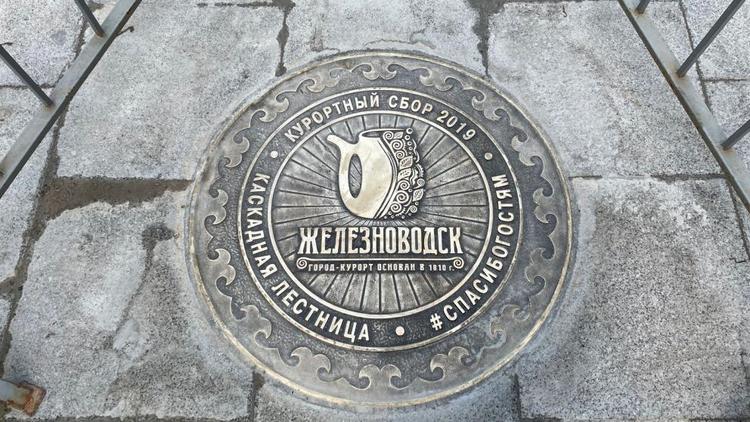 КУРОРТНЫЙ СБОР 2019
КАСКАДНАЯ ЛЕСТНИЦА
#СПАСИБОГОСТЯМ
ЖЕЛЕЗНОВОДСК
ГОРОД-КУРОРТ ОСНОВАН В 1810 г.